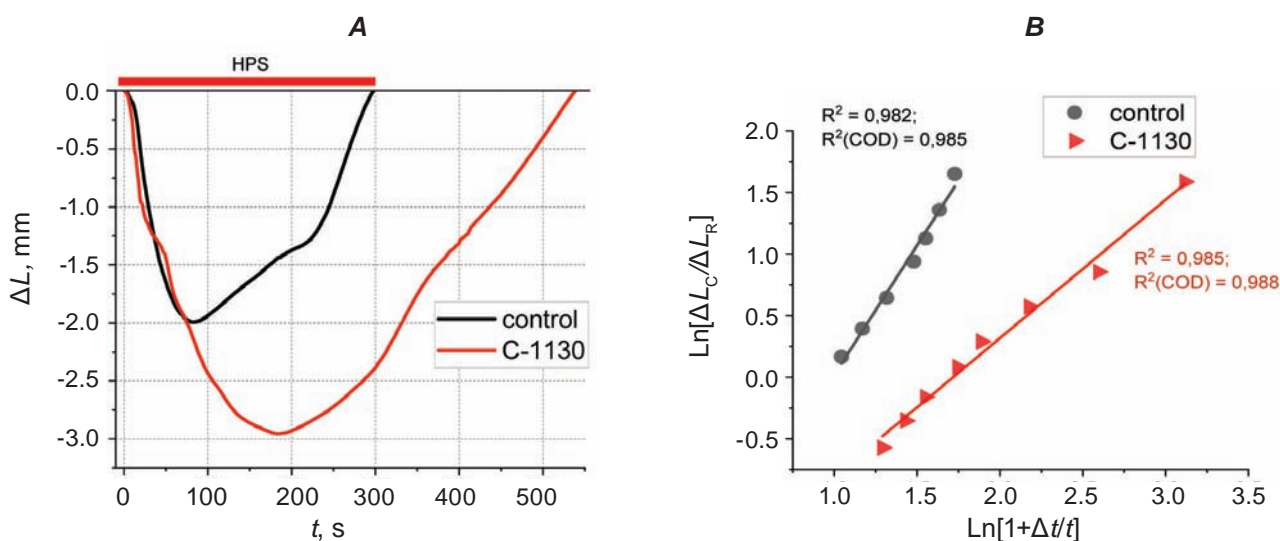 A
HPS
0.0
-0.5
-1.0
-1.5
-2.0
-2.5
-3.0
ΔL, mm
control
C-1130
0 100 200 300 400 500
t, s
B
R² = 0,982;
R²(COD) = 0,985
control
C-1130
2.0
1.5
1.0
0.5
0.0
-0.5
Ln[ΔL_C/ΔL_R]
R² = 0,985;
R²(COD) = 0,988
1.0 1.5 2.0 2.5 3.0 3.5
Ln[1+Δt/t]